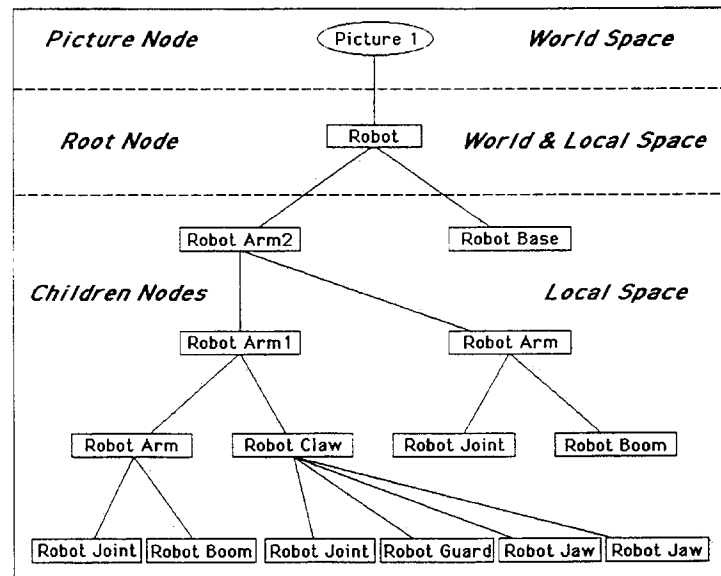 Picture Node Picture 1 World Space
Root Node Robot World & Local Space
Robot Arm2 Robot Base
Children Nodes Local Space
Robot Arm1 Robot Arm
Robot Arm Robot Claw Robot Joint Robot Boom
Robot Joint Robot Boom Robot Joint Robot Guard Robot Jaw Robot Jaw